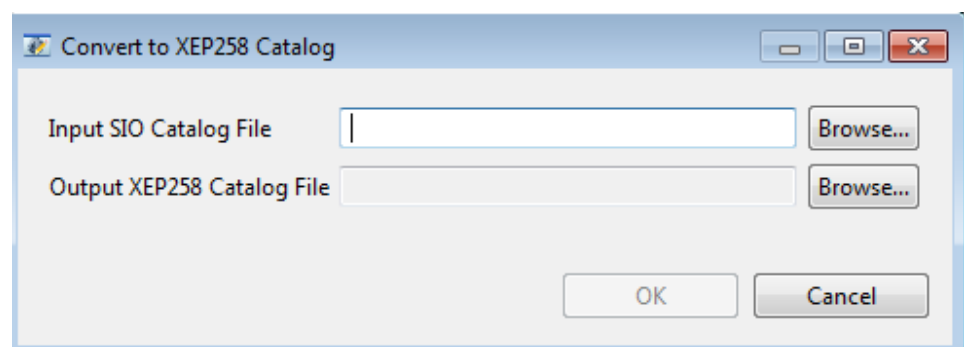 Convert to XEP258 Catalog
Input SIO Catalog File Browse...
Output XEP258 Catalog File Browse...
OK Cancel